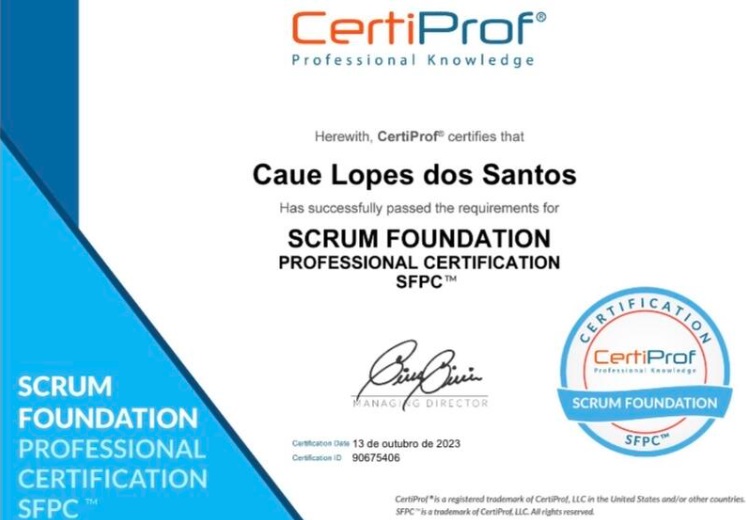 CertiProf®
Professional Knowledge
Herewith, CertiProf® certifies that
Caue Lopes dos Santos
Has successfully passed the requirements for
SCRUM FOUNDATION
PROFESSIONAL CERTIFICATION
SFPC™
MANAGING DIRECTOR
Certification Date 13 de outubro de 2023
Certification ID 90675406
SCRUM
FOUNDATION
PROFESSIONAL
CERTIFICATION
SFPC™
CERTIFICATION
CertiProf
Professional Knowledge
SCRUM FOUNDATION
SFPC™
CertiProf® is a registered trademark of CertiProf, LLC in the United States and/or other countries.
SFPC™ is a trademark of CertiProf, LLC. All rights reserved.